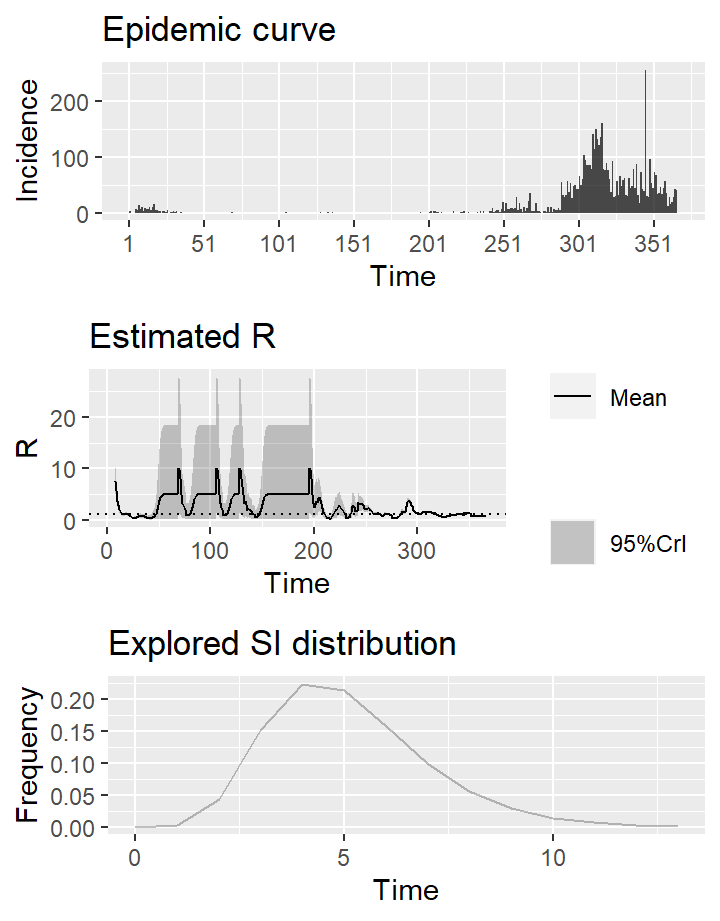 Epidemic curve
Incidence
200
100
0
1 51 101 151 201 251 301 351
Time
Estimated R
R
20
10
0
0 100 200 300
Time
Mean
95%CrI
Explored SI distribution
Frequency
0.20
0.15
0.10
0.05
0.00
0 5 10
Time